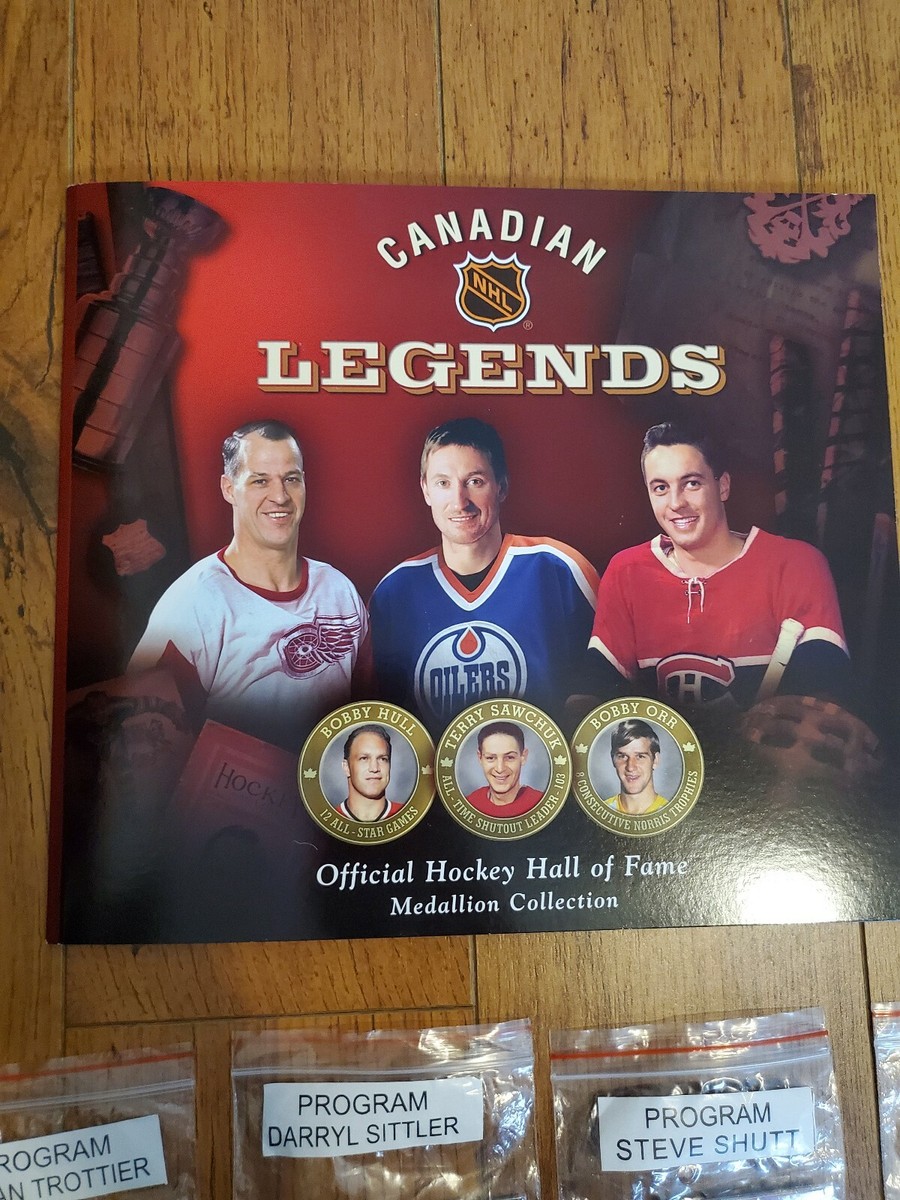 CANADIAN
NHL
®
LEGENDS
OILERS
H
HOCK
BOBBY HULL
12 ALL-STAR GAMES
TERRY SAWCHUK
ALL-TIME SHUTOUT LEADER-103
BOBBY ORR
8 CONSECUTIVE NORRIS TROPHIES
Official Hockey Hall of Fame
Medallion Collection
ROGRAM
AN TROTTIER
PROGRAM
DARRYL SITTLER
PROGRAM
STEVE SHUTT